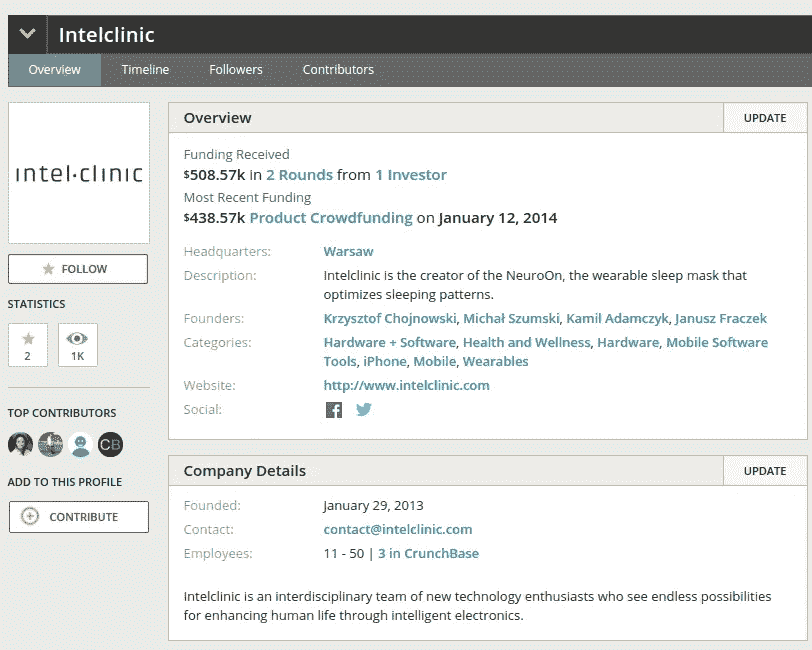 Intelclinic
Overview Timeline Followers Contributors
intel·clinic
FOLLOW
STATISTICS
2 1K
TOP CONTRIBUTORS
CB
ADD TO THIS PROFILE
CONTRIBUTE
Overview UPDATE
Funding Received
$508.57k in 2 Rounds from 1 Investor
Most Recent Funding
$438.57k Product Crowdfunding on January 12, 2014
Headquarters: Warsaw
Description: Intelclinic is the creator of the NeuroOn, the wearable sleep mask that
optimizes sleeping patterns.
Founders: Krzysztof Chojnowski, Michał Szumski, Kamil Adamczyk, Janusz Fraczek
Categories: Hardware + Software, Health and Wellness, Hardware, Mobile Software
Tools, iPhone, Mobile, Wearables
Website: http://www.intelclinic.com
Social:
Company Details UPDATE
Founded: January 29, 2013
Contact: contact@intelclinic.com
Employees: 11 - 50 | 3 in CrunchBase
Intelclinic is an interdisciplinary team of new technology enthusiasts who see endless possibilities
for enhancing human life through intelligent electronics.